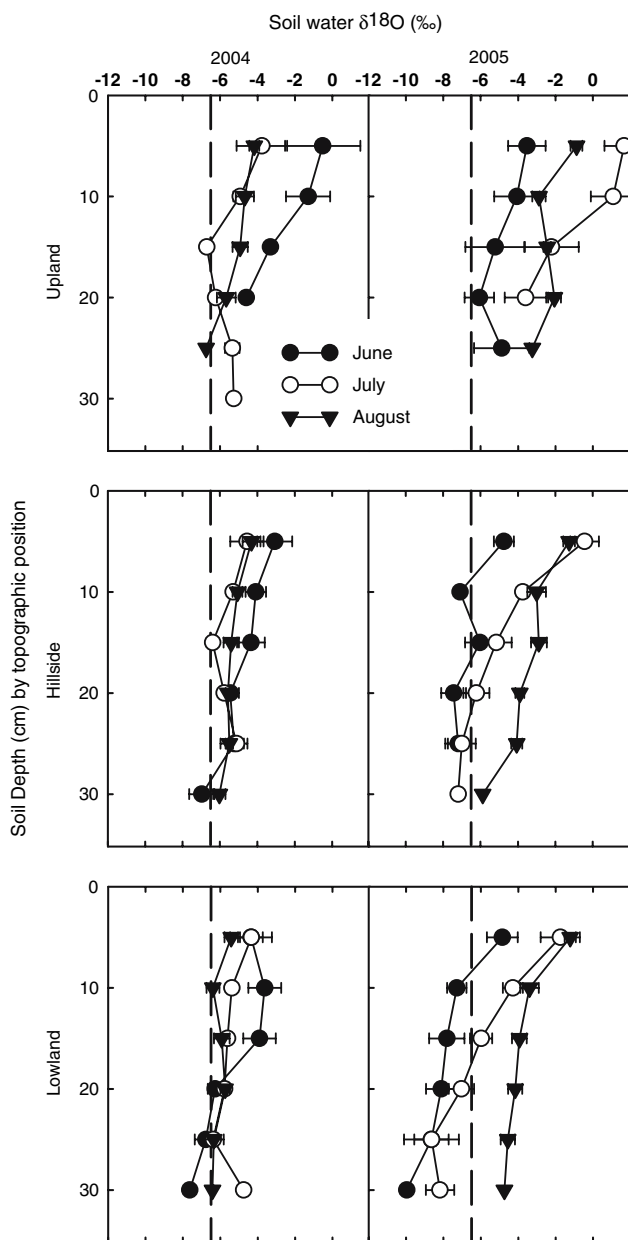 Soil water δ18O (‰)
2004 2005
-12 -10 -8 -6 -4 -2 0 -12 -10 -8 -6 -4 -2 0
0
10
20
30
Upland
June
July
August
Soil Depth (cm) by topographic position
0
10
20
30
Hillside
0
10
20
30
Lowland